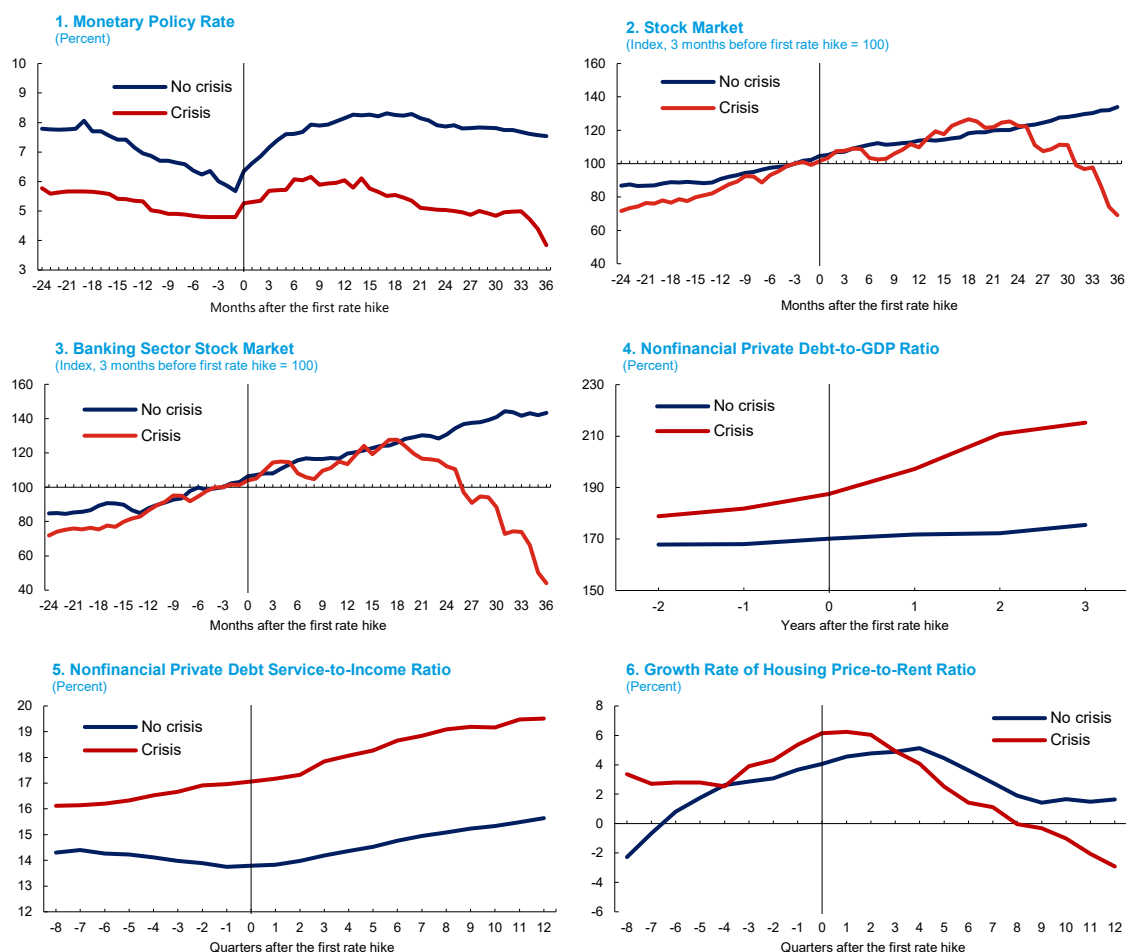 1. Monetary Policy Rate
(Percent)
10
9
8
7
6
5
4
3
No crisis
Crisis
-24 -21 -18 -15 -12 -9 -6 -3 0 3 6 9 12 15 18 21 24 27 30 33 36
Months after the first rate hike
2. Stock Market
(Index, 3 months before first rate hike = 100)
160
140
120
100
80
60
40
No crisis
Crisis
-24 -21 -18 -15 -12 -9 -6 -3 0 3 6 9 12 15 18 21 24 27 30 33 36
Months after the first rate hike
3. Banking Sector Stock Market
(Index, 3 months before first rate hike = 100)
160
140
120
100
80
60
40
No crisis
Crisis
-24 -21 -18 -15 -12 -9 -6 -3 0 3 6 9 12 15 18 21 24 27 30 33 36
Months after the first rate hike
4. Nonfinancial Private Debt-to-GDP Ratio
(Percent)
230
210
190
170
150
No crisis
Crisis
-2 -1 0 1 2 3
Years after the first rate hike
5. Nonfinancial Private Debt Service-to-Income Ratio
(Percent)
20
19
18
17
16
15
14
13
12
No crisis
Crisis
-8 -7 -6 -5 -4 -3 -2 -1 0 1 2 3 4 5 6 7 8 9 10 11 12
Quarters after the first rate hike
6. Growth Rate of Housing Price-to-Rent Ratio
(Percent)
8
6
4
2
0
-2
-4
-6
No crisis
Crisis
-8 -7 -6 -5 -4 -3 -2 -1 0 1 2 3 4 5 6 7 8 9 10 11 12
Quarters after the first rate hike